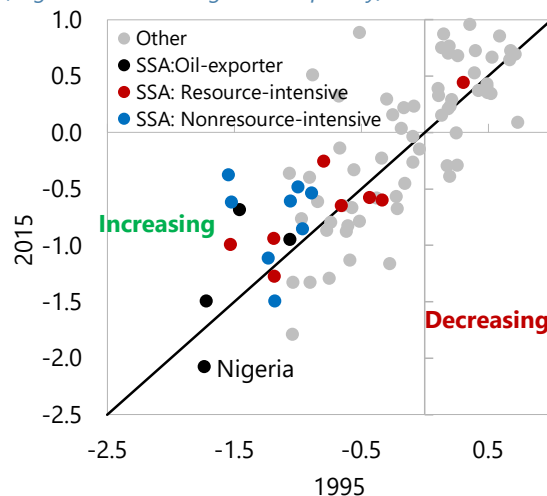 1.0
Other
SSA:Oil-exporter
0.5
SSA: Resource-intensive
SSA: Nonresource-intensive
0.0
-0.5
Increasing
-1.0
2015
-1.5
Decreasing
-2.0
Nigeria
-2.5
-2.5
-1.5
-0.5
0.5
1995